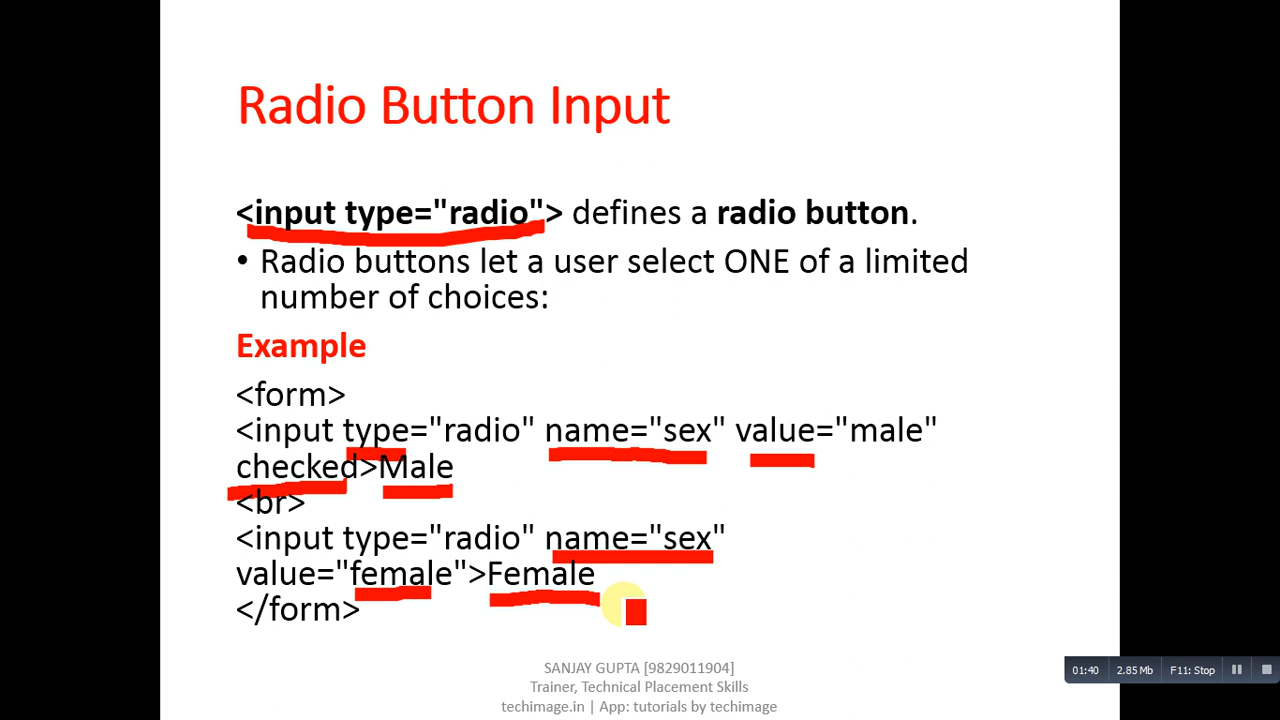 Radio Button Input
<input type="radio"> defines a radio button.
• Radio buttons let a user select ONE of a limited
number of choices:
Example
<form>
<input type="radio" name="sex" value="male"
checked>Male
<br>
<input type="radio" name="sex"
value="female">Female
</form>
SANJAY GUPTA [9829011904]
Trainer, Technical Placement Skills
techimage.in | App: tutorials by techimage
01:40 2.85 Mb F11: Stop